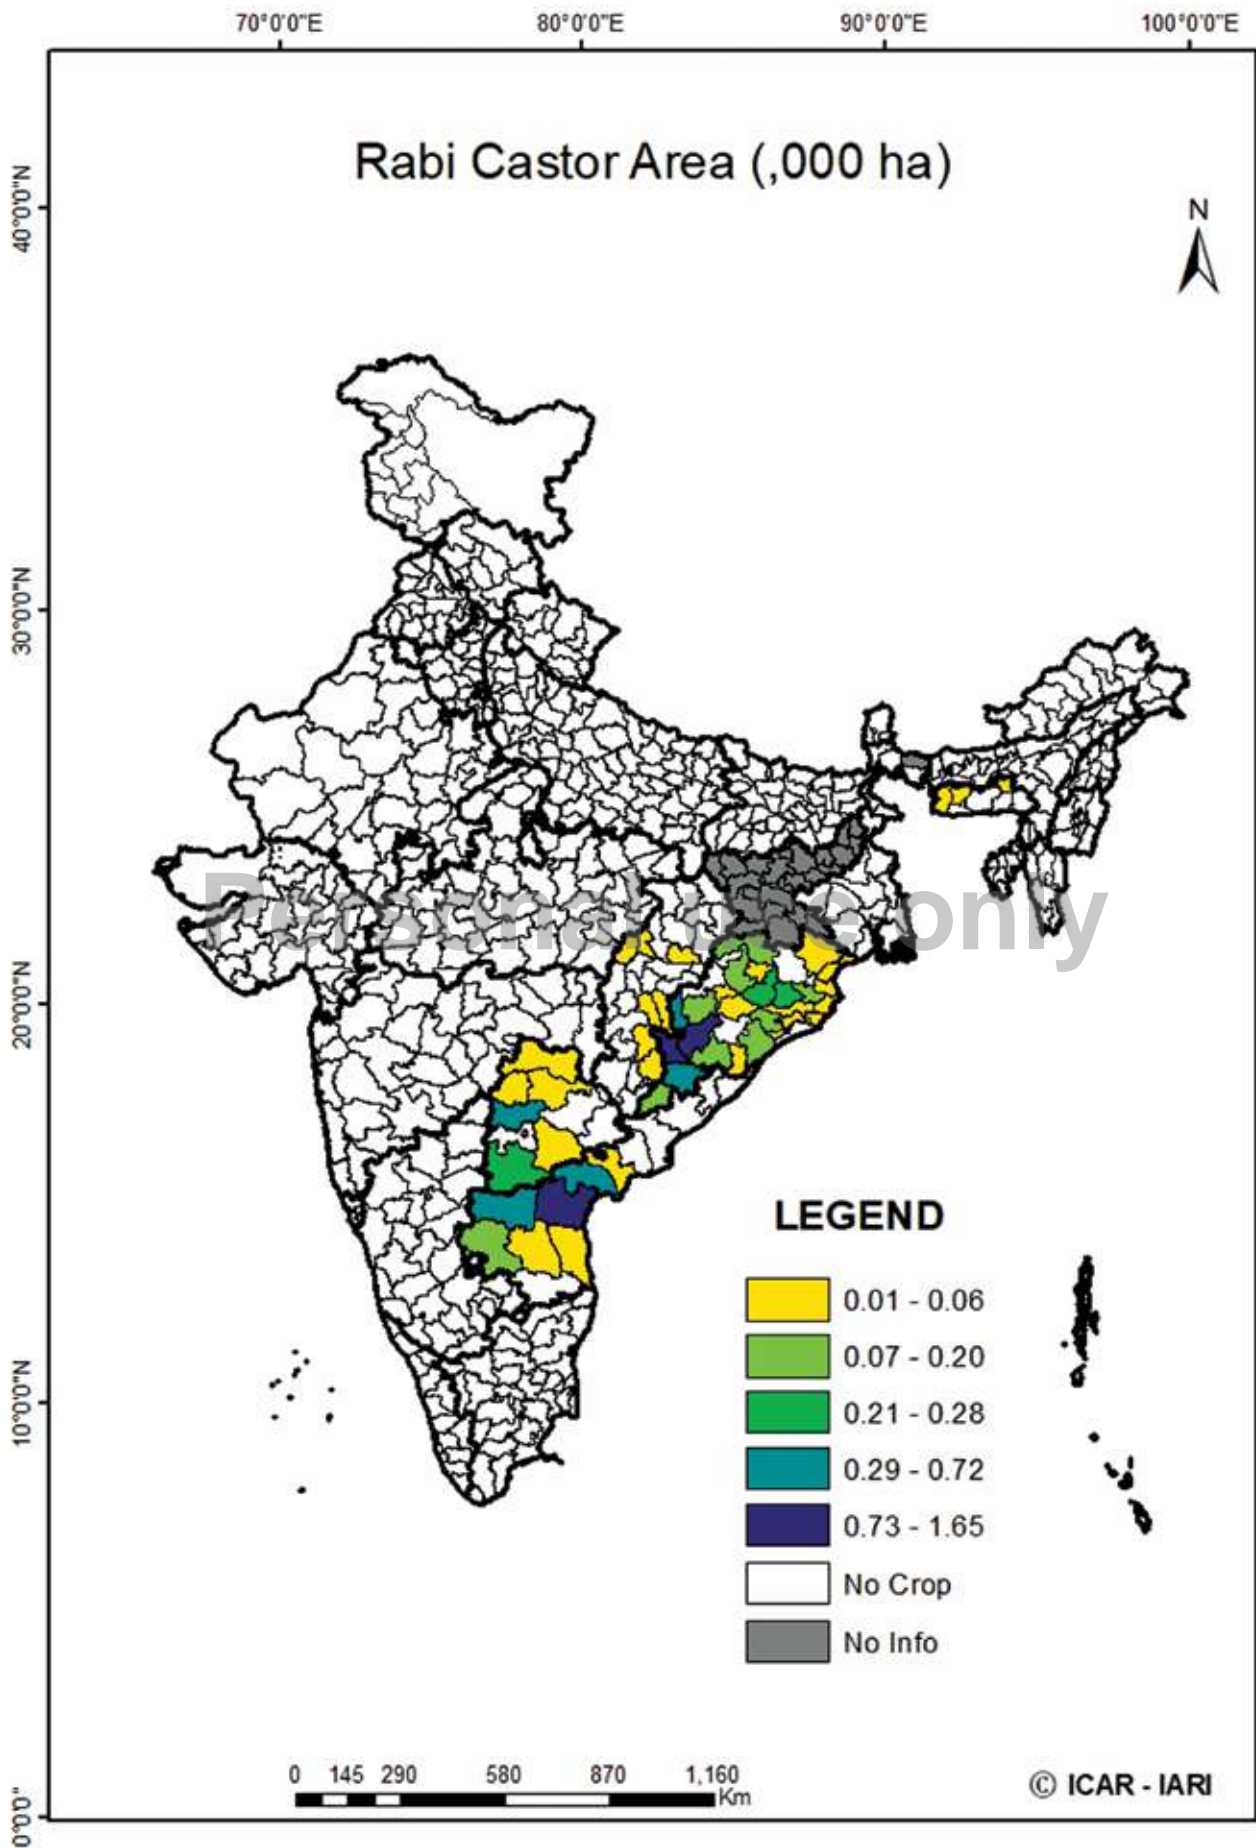 70°0'0"E 80°0'0"E 90°0'0"E 100°0'0"E
Rabi Castor Area (,000 ha)
N
40°0'0"N
30°0'0"N
20°0'0"N
10°0'0"N
0°0'0"
Personal use only
LEGEND
0.01 - 0.06
0.07 - 0.20
0.21 - 0.28
0.29 - 0.72
0.73 - 1.65
No Crop
No Info
0 145 290 580 870 1,160
Km
© ICAR - IARI